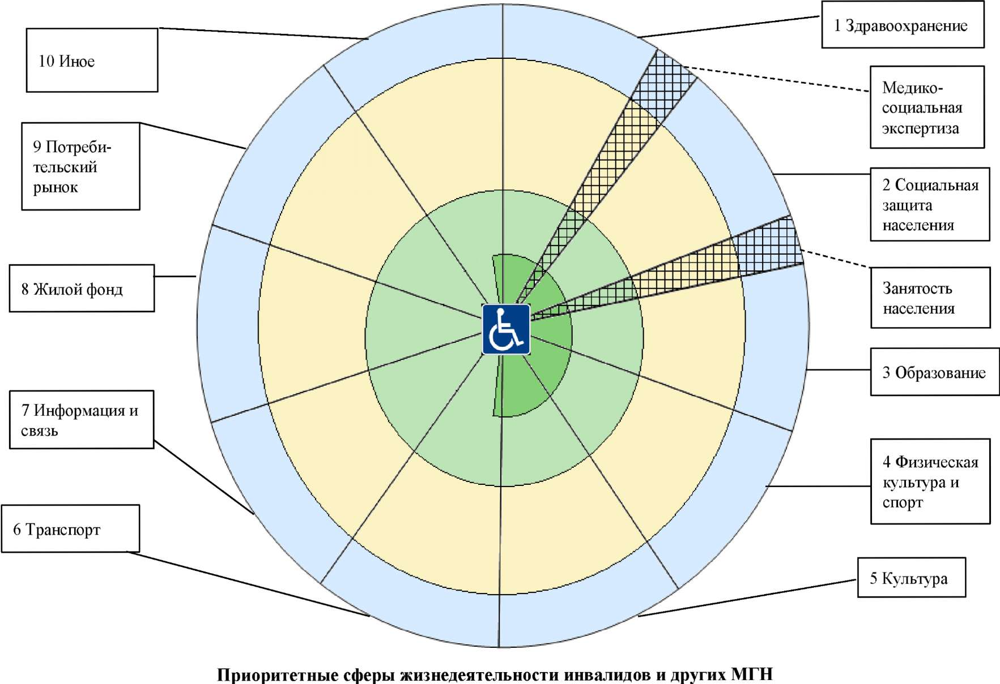 1 Здравоохранение
Медико-
социальная
экспертиза
2 Социальная
защита
населения
Занятость
населения
3 Образование
4 Физическая
культура и
спорт
5 Культура
6 Транспорт
7 Информация и
связь
8 Жилой фонд
9 Потреби-
тельский
рынок
10 Иное
Приоритетные сферы жизнедеятельности инвалидов и других МГН